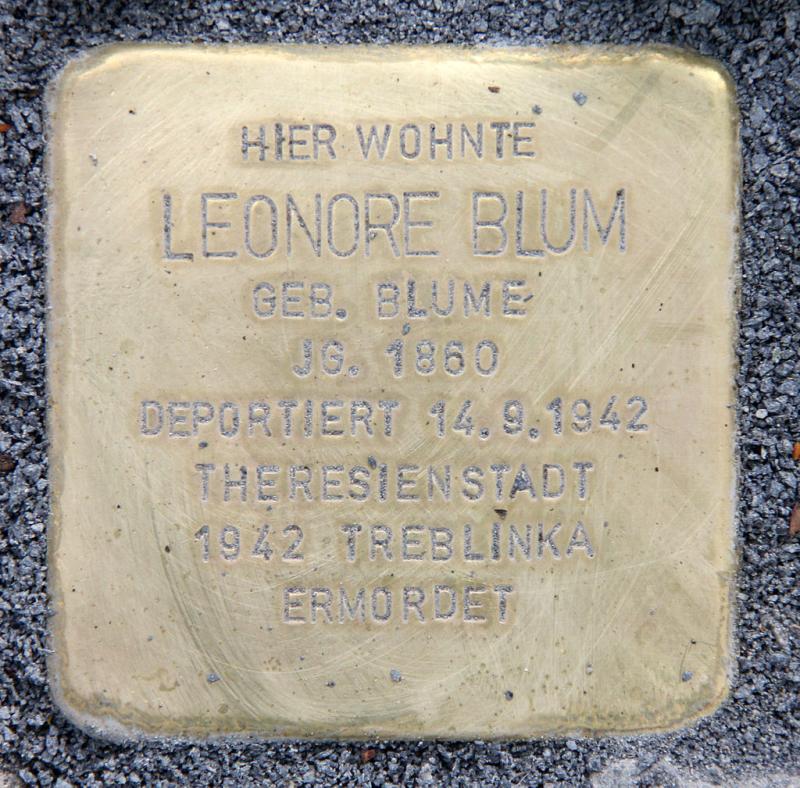 HIER WOHNTE
LEONORE BLUM
GEB. BLUME
JG. 1860
DEPORTIERT 14.9.1942
THERESIENSTADT
1942 TREBLINKA
ERMORDET